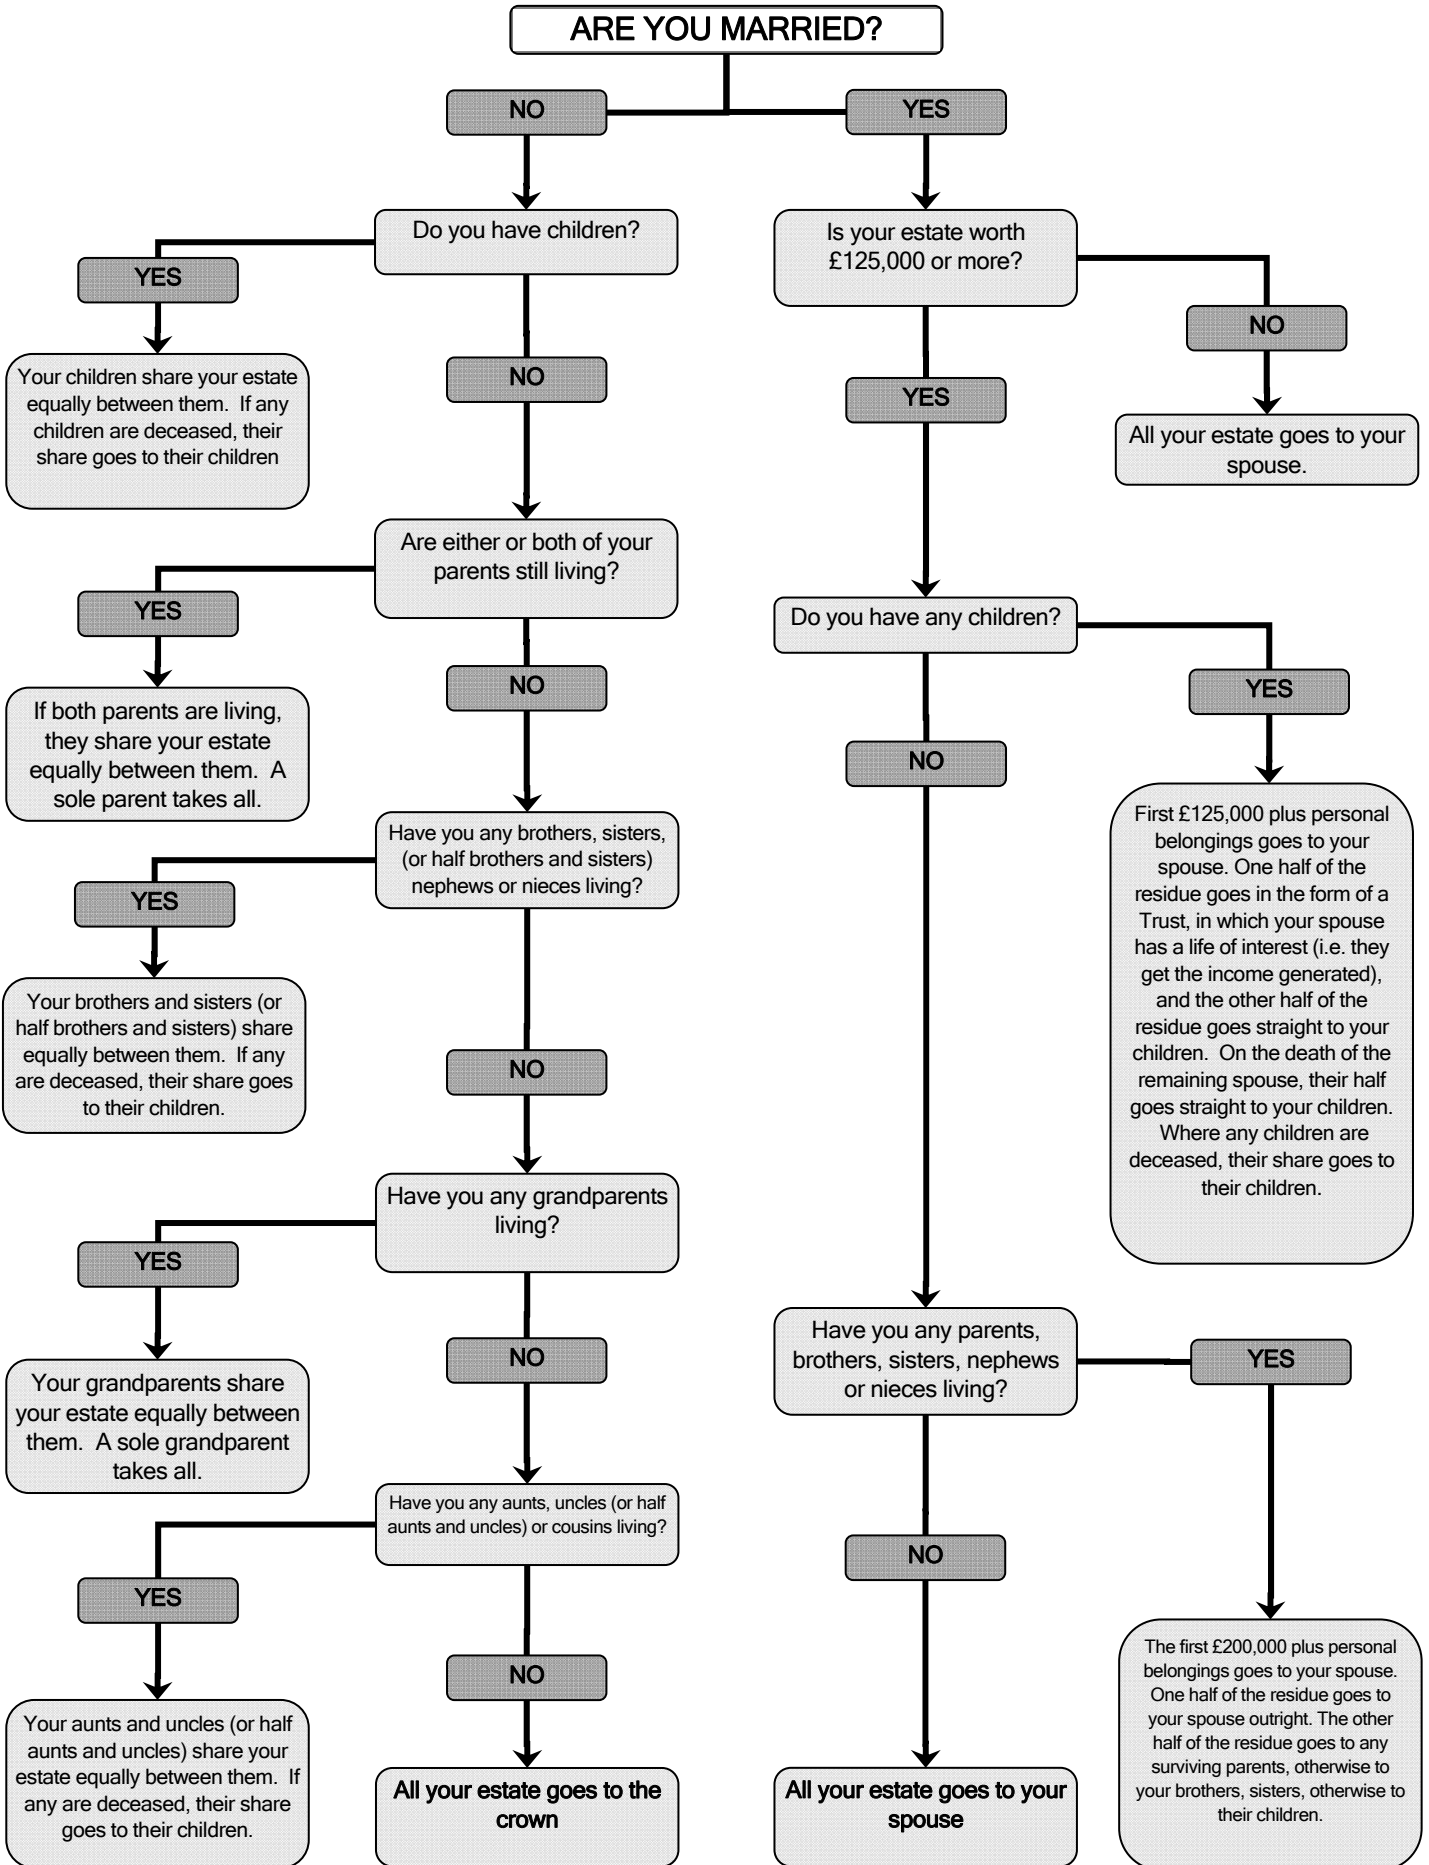 ARE YOU MARRIED?
NO
YES
Do you have children?
YES
Your children share your estate
equally between them. If any
children are deceased, their
share goes to their children
NO
Are either or both of your
parents still living?
YES
If both parents are living,
they share your estate
equally between them. A
sole parent takes all.
NO
Have you any brothers, sisters,
(or half brothers and sisters)
nephews or nieces living?
YES
Your brothers and sisters (or
half brothers and sisters) share
equally between them. If any
are deceased, their share goes
to their children.
NO
Have you any grandparents
living?
YES
Your grandparents share
your estate equally between
them. A sole grandparent
takes all.
NO
Have you any aunts, uncles (or half
aunts and uncles) or cousins living?
YES
Your aunts and uncles (or half
aunts and uncles) share your
estate equally between them. If
any are deceased, their share
goes to their children.
NO
All your estate goes to the
crown
Is your estate worth
£125,000 or more?
NO
All your estate goes to your
spouse.
YES
Do you have any children?
YES
First £125,000 plus personal
belongings goes to your
spouse. One half of the
residue goes in the form of a
Trust, in which your spouse
has a life of interest (i.e. they
get the income generated),
and the other half of the
residue goes straight to your
children. On the death of the
remaining spouse, their half
goes straight to your children.
Where any children are
deceased, their share goes to
their children.
NO
Have you any parents,
brothers, sisters, nephews
or nieces living?
YES
The first £200,000 plus personal
belongings goes to your spouse.
One half of the residue goes to
your spouse outright. The other
half of the residue goes to any
surviving parents, otherwise to
your brothers, sisters, otherwise to
their children.
NO
All your estate goes to your
spouse